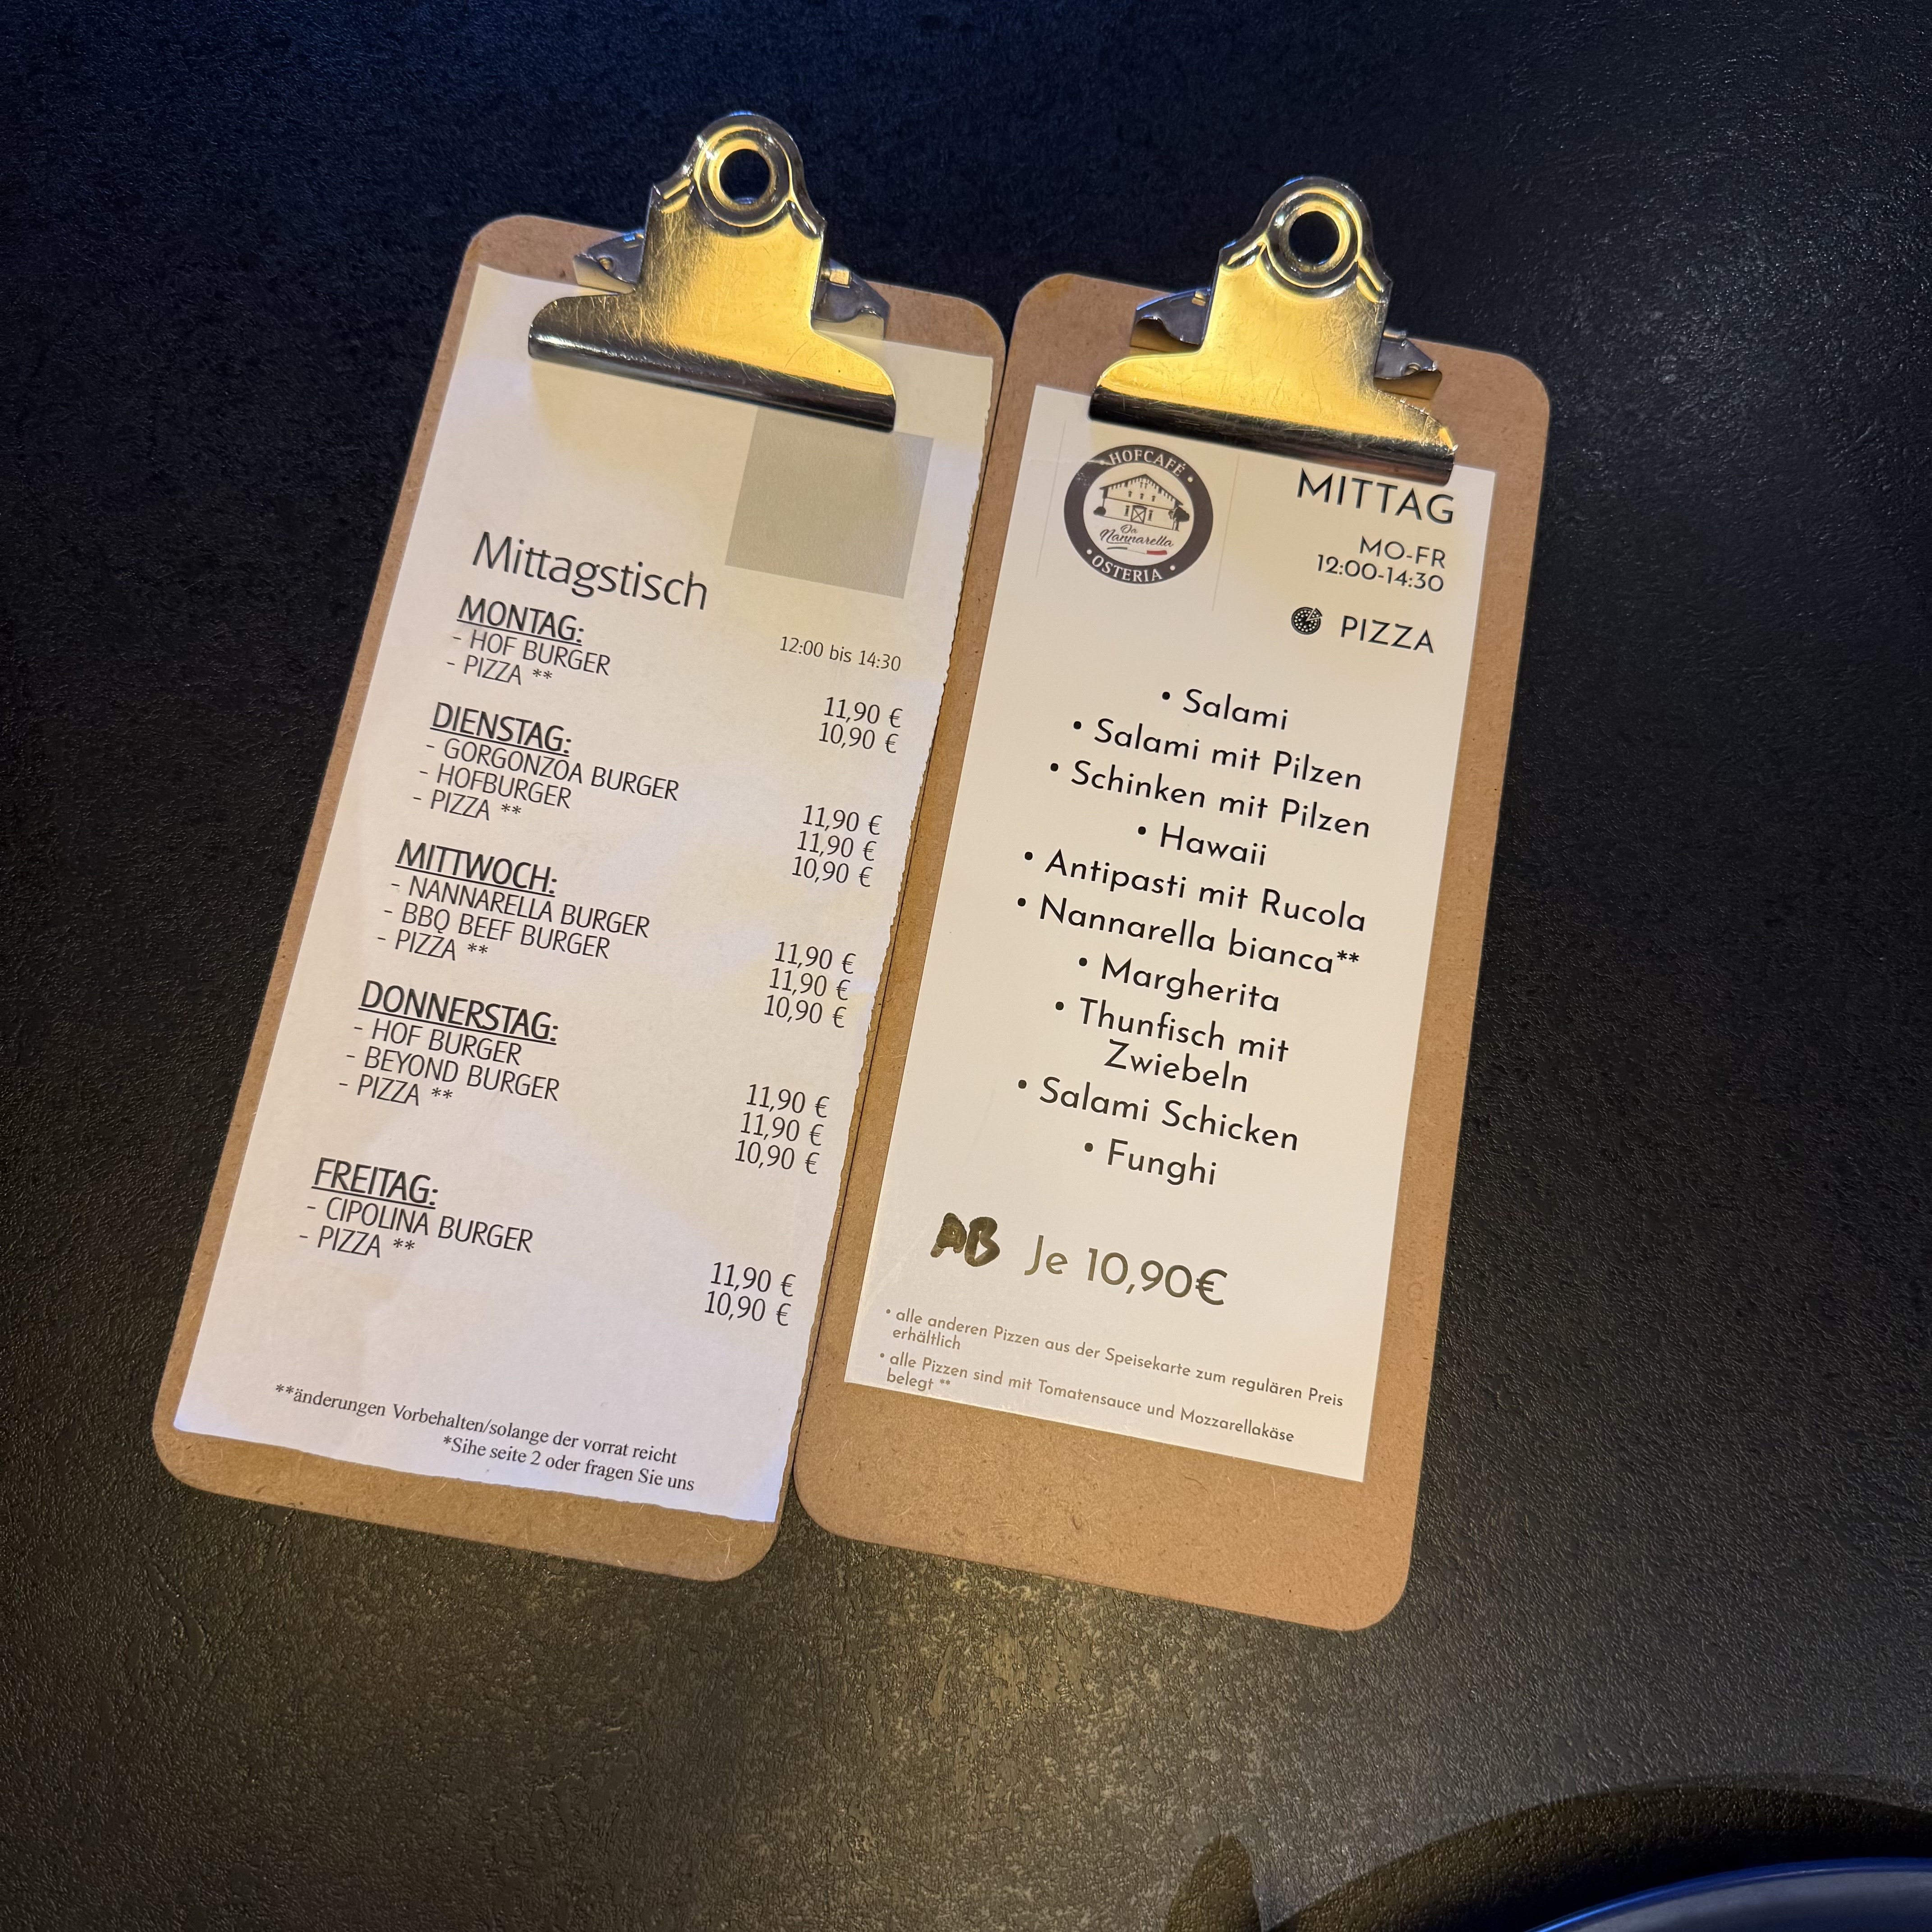 Mittagstisch
12:00 bis 14:30
MONTAG:
- HOF BURGER 11,90 €
- PIZZA ** 10,90 €
DIENSTAG:
- GORGONZOA BURGER 11,90 €
- HOFBURGER 11,90 €
- PIZZA ** 10,90 €
MITTWOCH:
- NANNARELLA BURGER 11,90 €
- BBQ BEEF BURGER 11,90 €
- PIZZA ** 10,90 €
DONNERSTAG:
- HOF BURGER 11,90 €
- BEYOND BURGER 11,90 €
- PIZZA ** 10,90 €
FREITAG:
- CIPOLINA BURGER 11,90 €
- PIZZA ** 10,90 €
**änderungen Vorbehalten/solange der vorrat reicht
*Sihe seite 2 oder fragen Sie uns
• HOFCAFÉ •
Da
Nannarella
• OSTERIA •
MITTAG
MO-FR
12:00-14:30
PIZZA
• Salami
• Salami mit Pilzen
• Schinken mit Pilzen
• Hawaii
• Antipasti mit Rucola
• Nannarella bianca**
• Margherita
• Thunfisch mit
Zwiebeln
• Salami Schicken
• Funghi
AB Je 10,90€
• alle anderen Pizzen aus der Speisekarte zum regulären Preis
erhältlich
• alle Pizzen sind mit Tomatensauce und Mozzarellakäse
belegt **